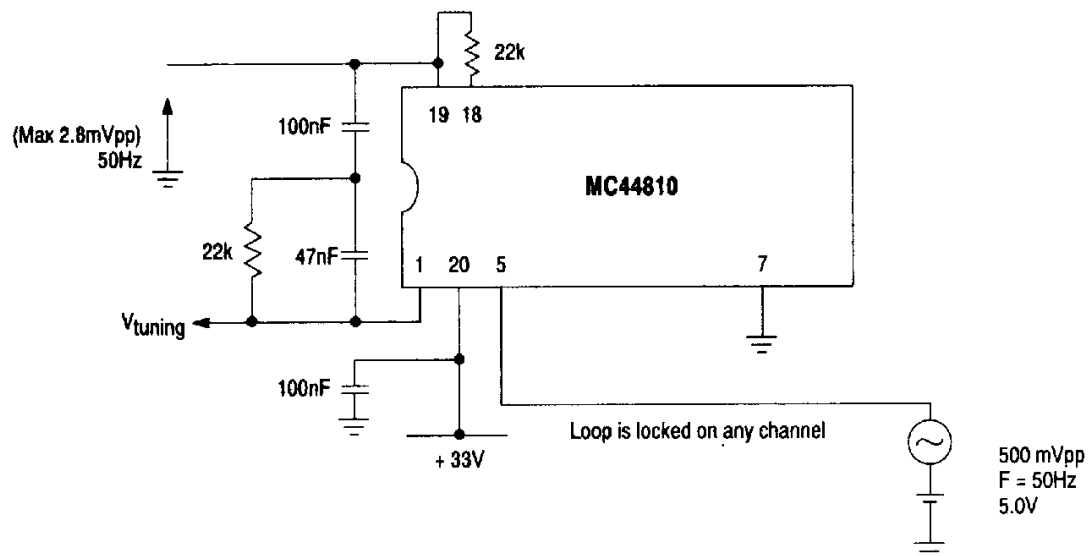 22k
19 18
(Max 2.8mVpp)
50Hz
100nF
MC44810
22k
47nF
1 20 5 7
Vtuning
100nF
Loop is locked on any channel
+ 33V
500 mVpp
F = 50Hz
5.0V